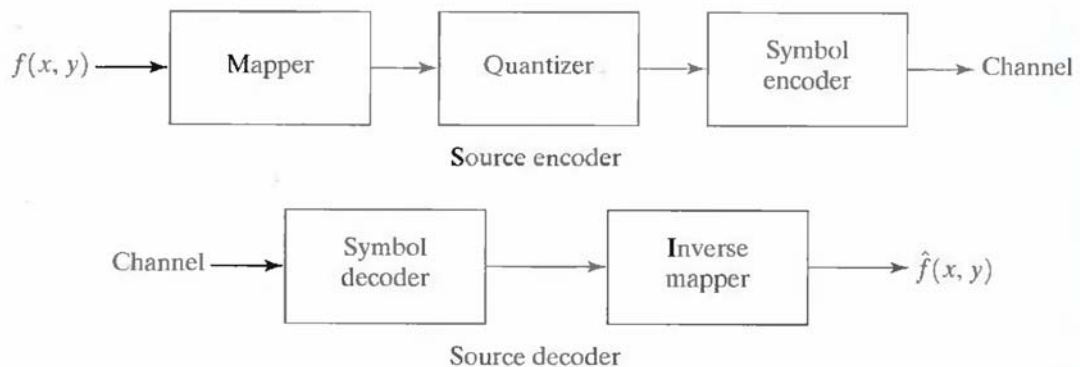 f(x, y) Mapper Quantizer Symbol encoder Channel
Source encoder
Channel Symbol decoder Inverse mapper f̂(x, y)
Source decoder